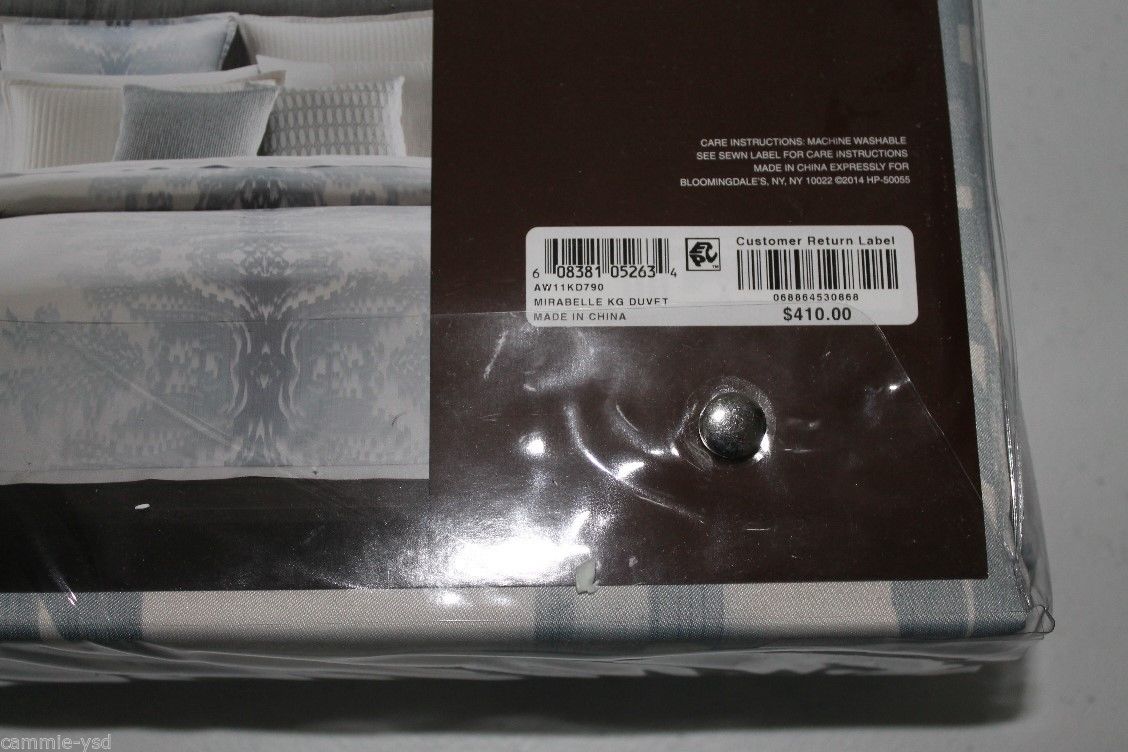 CARE INSTRUCTIONS: MACHINE WASHABLE
SEE SEWN LABEL FOR CARE INSTRUCTIONS
MADE IN CHINA EXPRESSLY FOR
BLOOMINGDALE'S, NY, NY 10022 ©2014 HP-50055
6 08381 05263 4
AW11KD790
MIRABELLE KG DUVET
MADE IN CHINA
EPC™
Customer Return Label
068864530868
$410.00
cammie-ysd